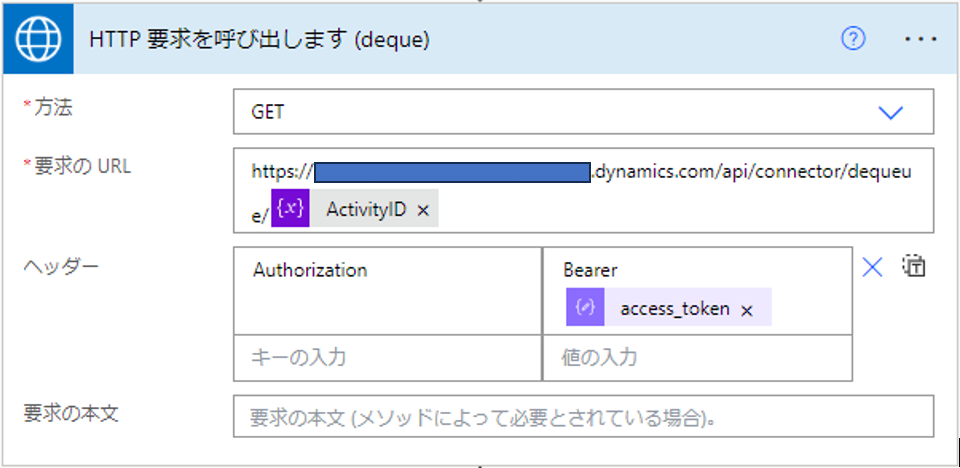 HTTP 要求を呼び出します (deque)
* 方法
GET
* 要求の URL
https:// .dynamics.com/api/connector/dequeu
e/ {x} ActivityID ×
ヘッダー
Authorization
Bearer
access_token ×
キーの入力
値の入力
要求の本文
要求の本文 (メソッドによって必要とされている場合)。